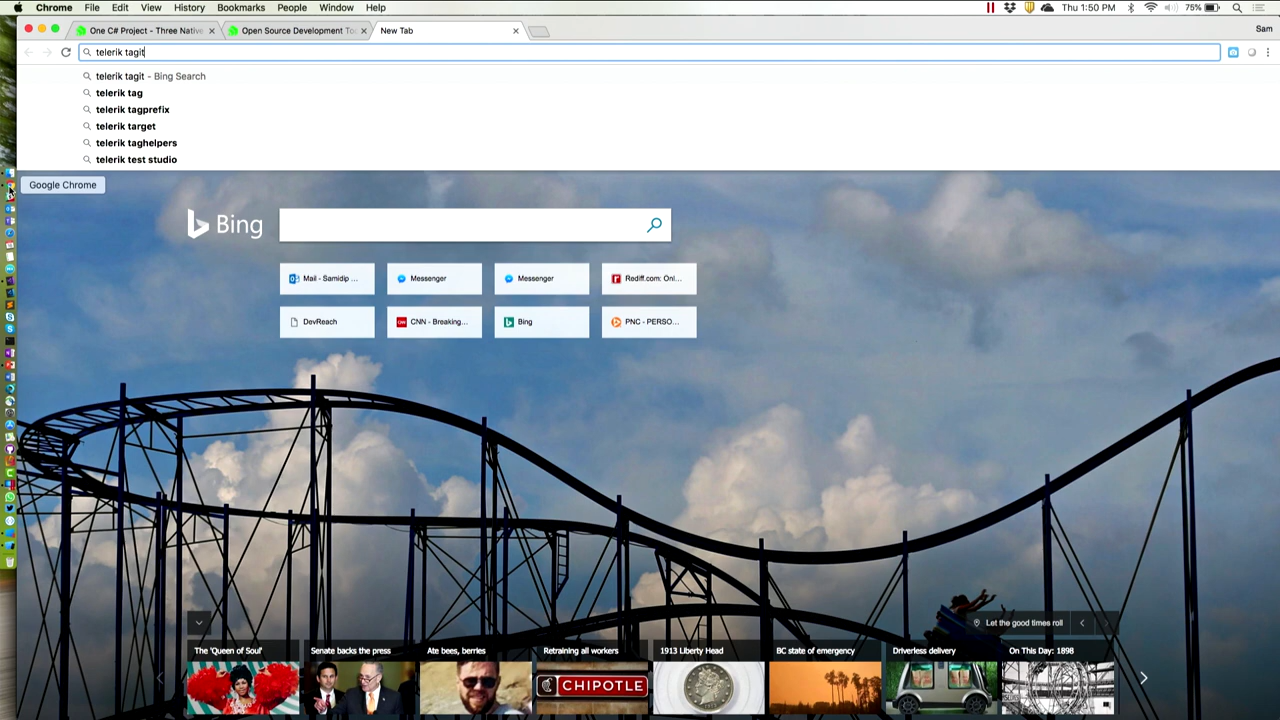 Chrome File Edit View History Bookmarks People Window Help
Thu 1:50 PM 75%
One C# Project - Three Native
Open Source Development To
New Tab
Sam
telerik tagit
telerik tagit - Bing Search
telerik tag
telerik tagprefix
telerik target
telerik taghelpers
telerik test studio
Google Chrome
Bing
Mail - Samidip ...
Messenger
Messenger
Rediff.com: Onl...
DevReach
CNN - Breaking...
Bing
PNC - PERSO...
Let the good times roll
The 'Queen of Soul'
Senate backs the press
Ate bees, berries
Retraining all workers
1913 Liberty Head
BC state of emergency
Driverless delivery
On This Day: 1898
CHIPOTLE